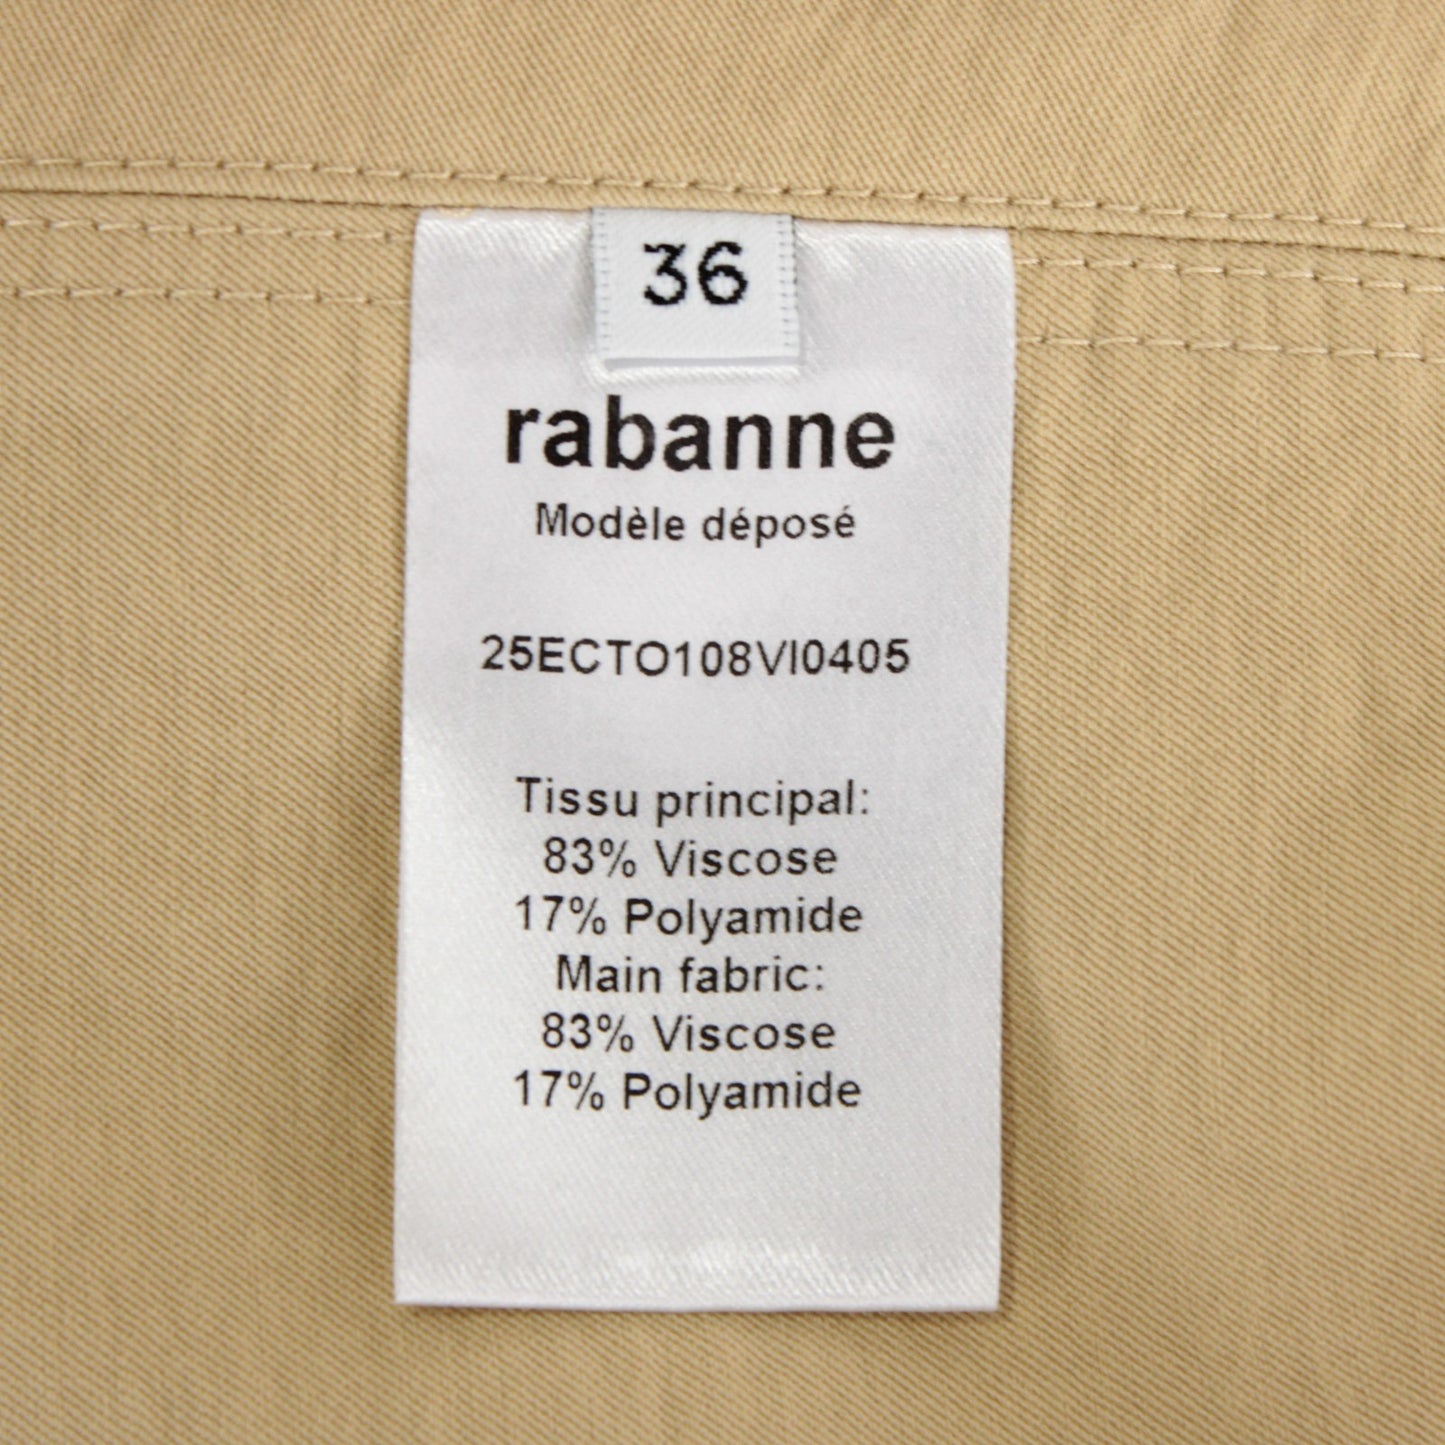 36
rabanne
Modèle déposé
25ECTO108VI0405
Tissu principal:
83% Viscose
17% Polyamide
Main fabric:
83% Viscose
17% Polyamide